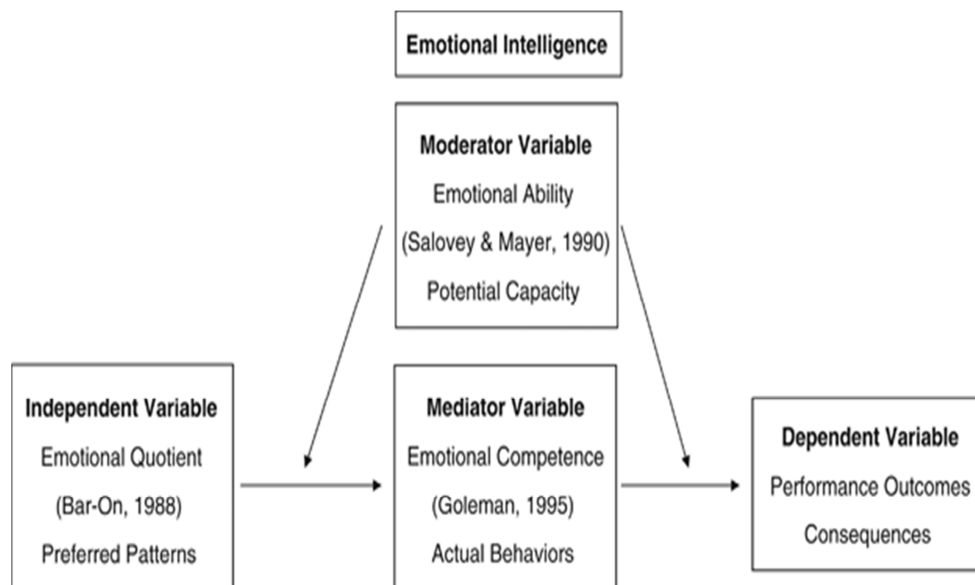 Emotional Intelligence
Moderator Variable
Emotional Ability
(Salovey & Mayer, 1990)
Potential Capacity
Independent Variable
Emotional Quotient
(Bar-On, 1988)
Preferred Patterns
Mediator Variable
Emotional Competence
(Goleman, 1995)
Actual Behaviors
Dependent Variable
Performance Outcomes
Consequences